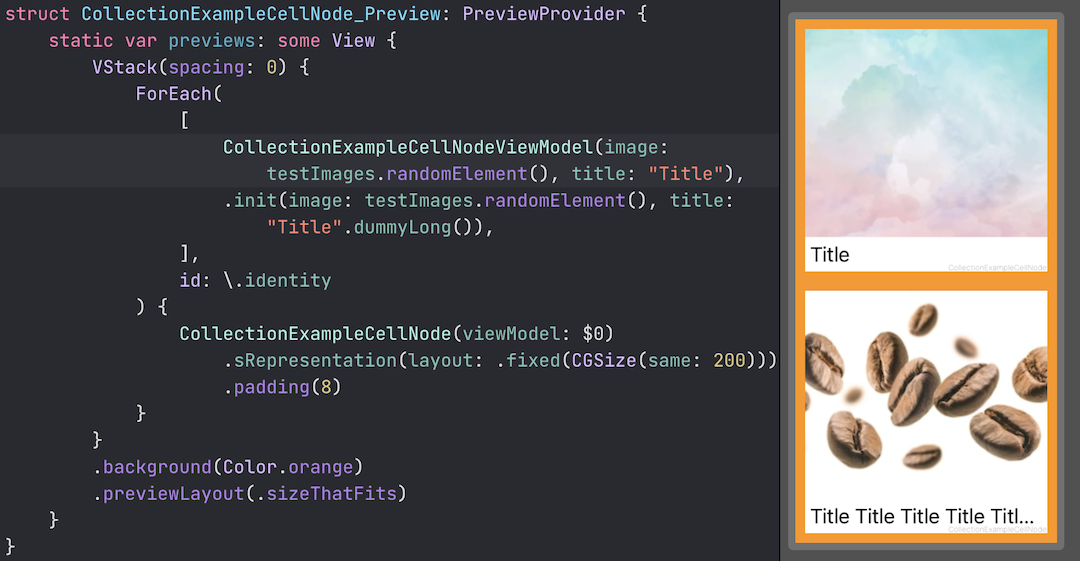 struct CollectionExampleCellNode_Preview: PreviewProvider {
    static var previews: some View {
        VStack(spacing: 0) {
            ForEach(
                [
                    CollectionExampleCellNodeViewModel(image:
                        testImages.randomElement(), title: "Title"),
                    .init(image: testImages.randomElement(), title:
                        "Title".dummyLong()),
                ],
                id: \.identity
            ) {
                CollectionExampleCellNode(viewModel: $0)
                    .sRepresentation(layout: .fixed(CGSize(same: 200)))
                    .padding(8)
            }
        }
        .background(Color.orange)
        .previewLayout(.sizeThatFits)
    }
}
Title
CollectionExampleCellNode
Title Title Title Title Titl...
CollectionExampleCellNode